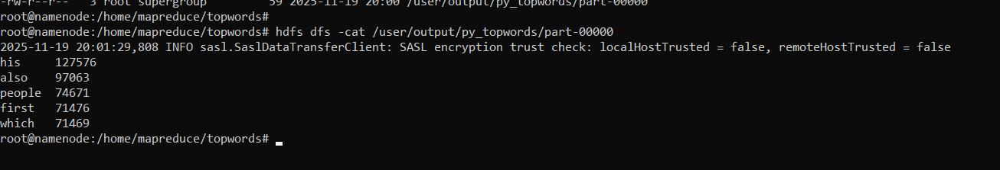 -rw-r--r--   3 root supergroup         59 2025-11-19 20:00 /user/output/py_topwords/part-00000
root@namenode:/home/mapreduce/topwords#
root@namenode:/home/mapreduce/topwords# hdfs dfs -cat /user/output/py_topwords/part-00000
2025-11-19 20:01:29,808 INFO sasl.SaslDataTransferClient: SASL encryption trust check: localHostTrusted = false, remoteHostTrusted = false
his     127576
also    97063
people  74671
first   71476
which   71469
root@namenode:/home/mapreduce/topwords#